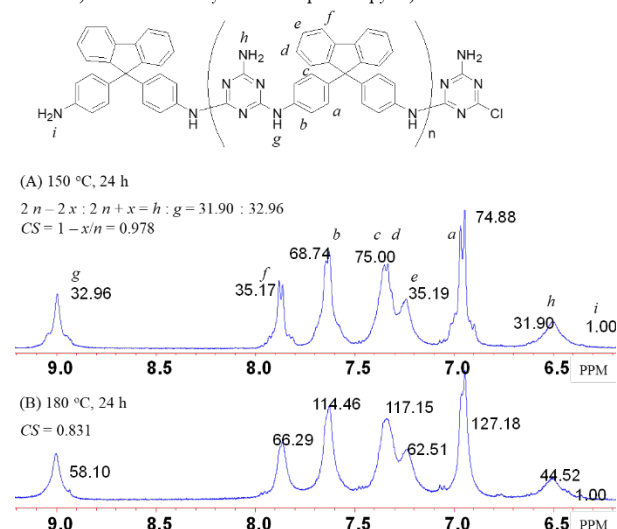 e f
h
NH₂ d NH₂
c
N N N N
H₂N N H N H a N H N Cl
i b
g n
(A) 150 °C, 24 h
2 n – 2 x : 2 n + x = h : g = 31.90 : 32.96
CS = 1 – x/n = 0.978
g 32.96
f 35.17
68.74 b
c d 75.00
e 35.19
a 74.88
h 31.90
i 1.00
9.0 8.5 8.0 7.5 7.0 6.5 PPM
(B) 180 °C, 24 h
CS = 0.831
58.10 66.29 114.46 117.15 62.51 127.18 44.52 1.00
9.0 8.5 8.0 7.5 7.0 6.5 PPM